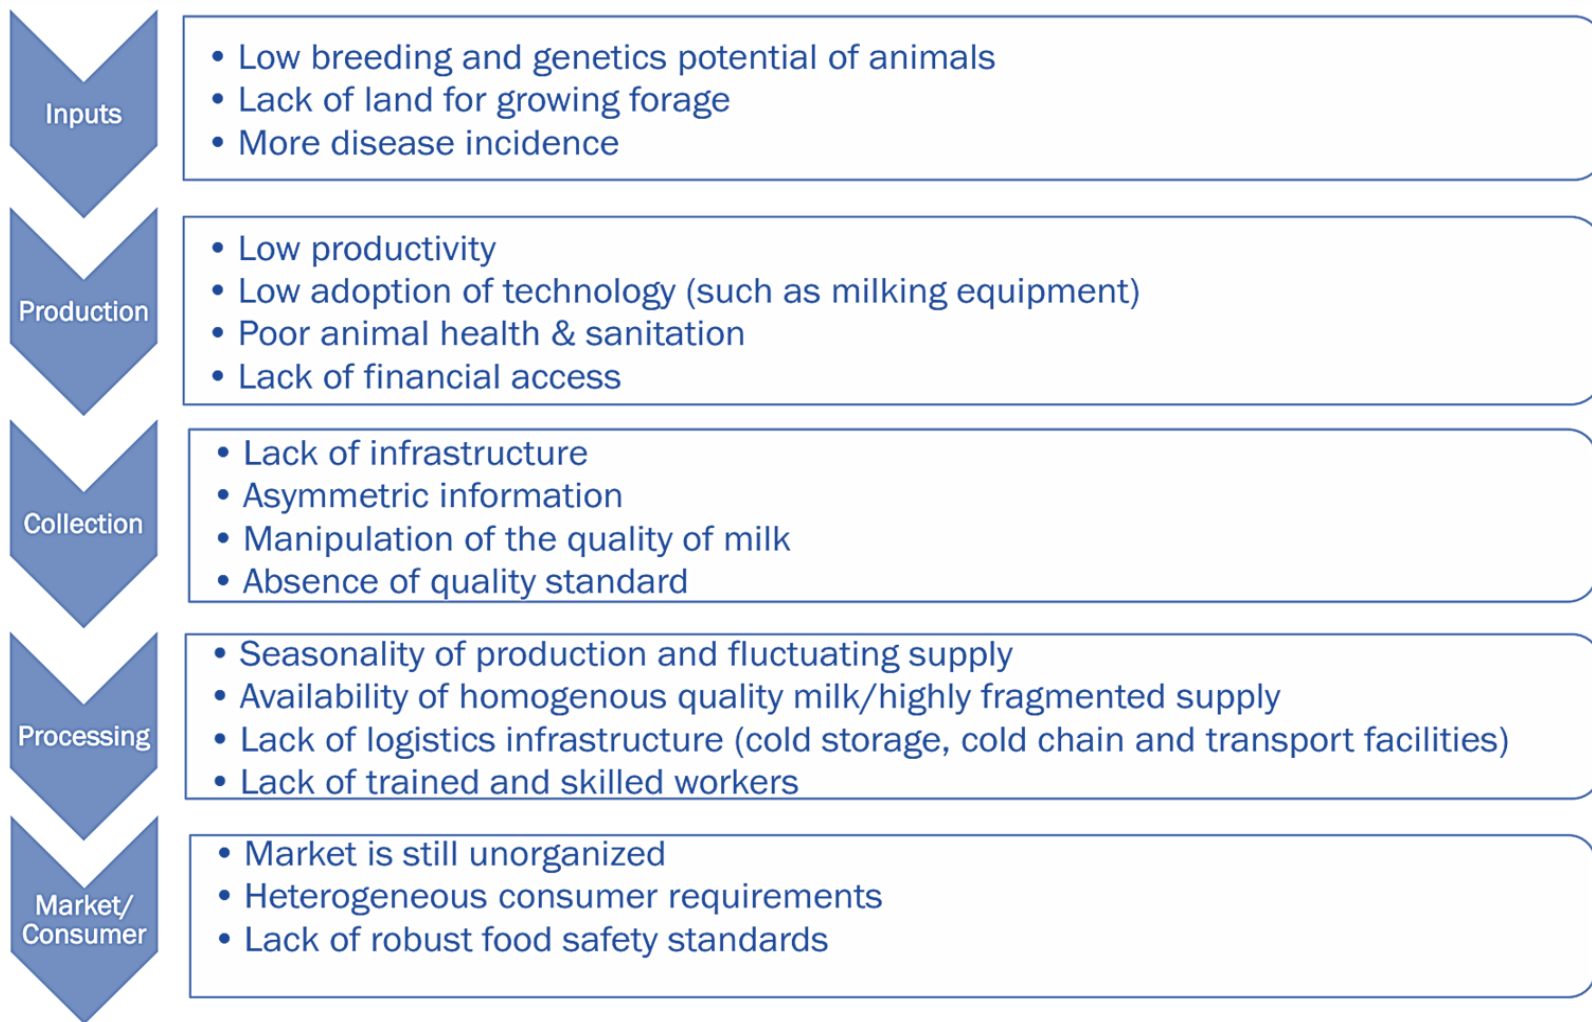 Inputs
• Low breeding and genetics potential of animals
• Lack of land for growing forage
• More disease incidence
Production
• Low productivity
• Low adoption of technology (such as milking equipment)
• Poor animal health & sanitation
• Lack of financial access
Collection
• Lack of infrastructure
• Asymmetric information
• Manipulation of the quality of milk
• Absence of quality standard
Processing
• Seasonality of production and fluctuating supply
• Availability of homogenous quality milk/highly fragmented supply
• Lack of logistics infrastructure (cold storage, cold chain and transport facilities)
• Lack of trained and skilled workers
Market/
Consumer
• Market is still unorganized
• Heterogeneous consumer requirements
• Lack of robust food safety standards